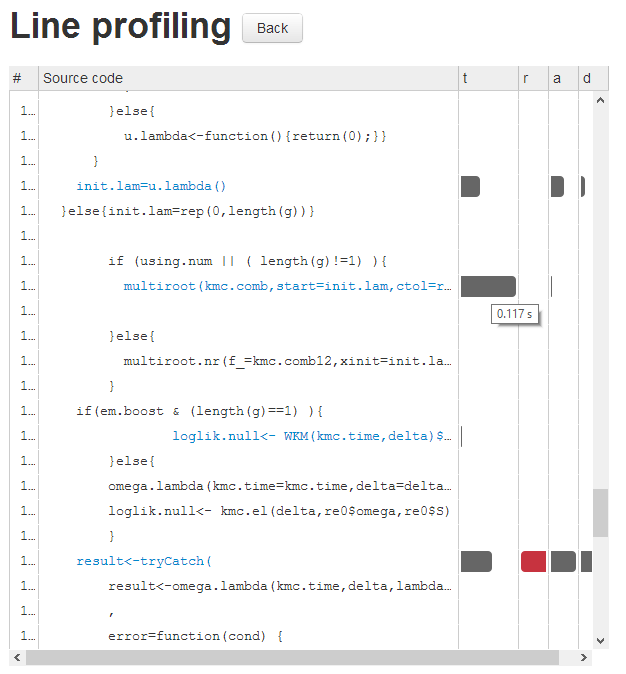 Line profiling Back
# Source code t r a d
1… }else{
1… u.lambda<-function(){return(0);}}
1… }
1… init.lam=u.lambda()
1… }else{init.lam=rep(0,length(g))}
1…
1… if (using.num || ( length(g)!=1) ){
1… multiroot(kmc.comb,start=init.lam,ctol=r…
0.117 s
1…
1… }else{
1… multiroot.nr(f_=kmc.comb12,xinit=init.la…
1… }
1… if(em.boost & (length(g)==1) ){
1… loglik.null<- WKM(kmc.time,delta)$…
1… }else{
1… omega.lambda(kmc.time=kmc.time,delta=delta…
1… loglik.null<- kmc.el(delta,re0$omega,re0$S)
1… }
1… result<-tryCatch(
1… result<-omega.lambda(kmc.time,delta,lambda…
1… ,
1… error=function(cond) {